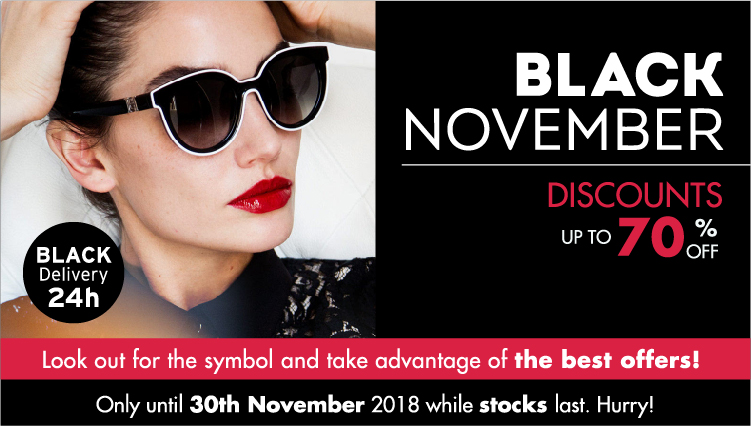 BLACK
NOVEMBER
DISCOUNTS
UP TO 70 % OFF
BLACK
Delivery
24h
Look out for the symbol and take advantage of the best offers!
Only until 30th November 2018 while stocks last. Hurry!